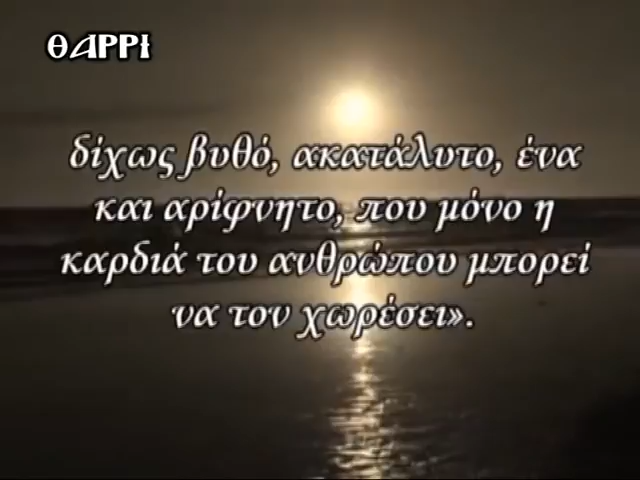 ΘΑΡΡΙ
δίχως βυθό, ακατάλυτο, ένα
και αρίφνητο, που μόνο η
καρδιά του ανθρώπου μπορεί
να τον χωρέσει».